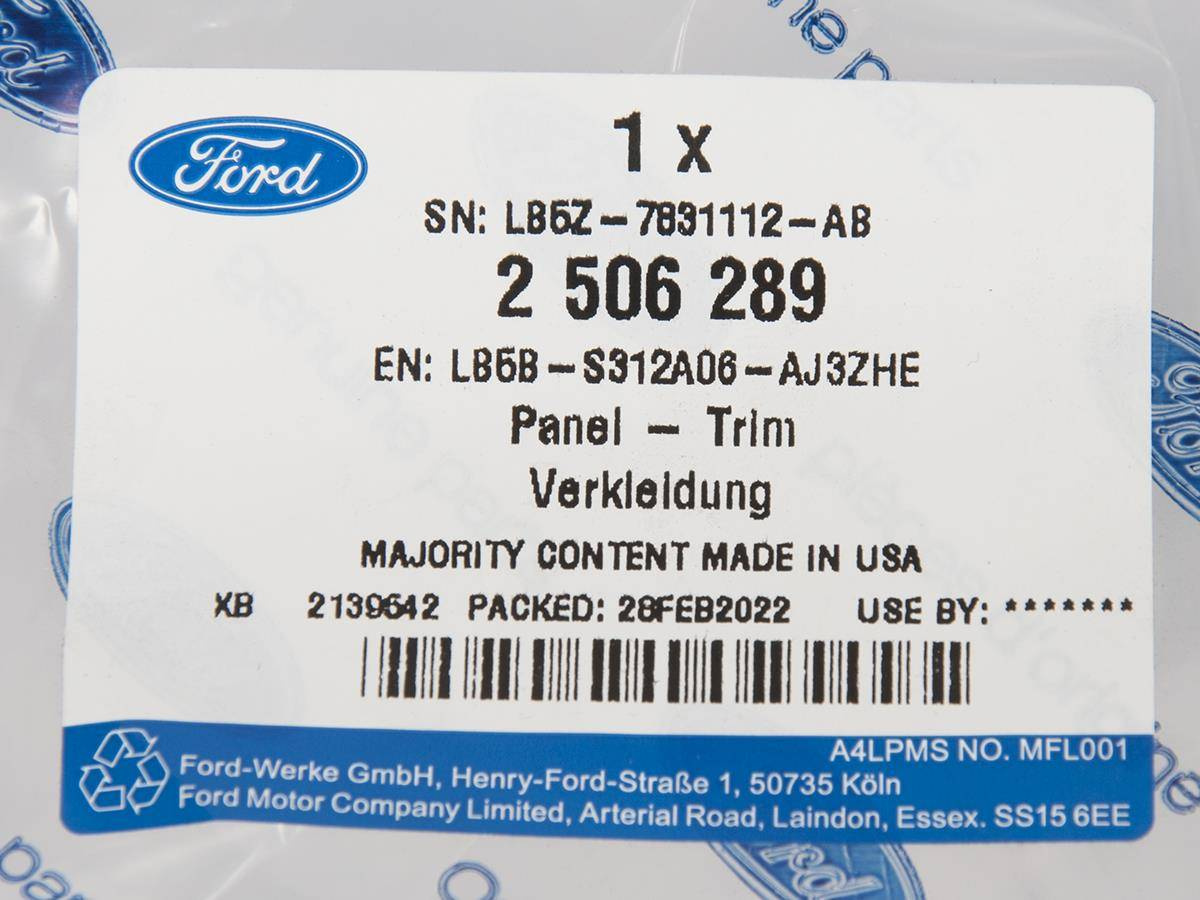 Ford
1 x
SN: LB5Z-7831112-AB
2 506 289
EN: LB5B-S312A06-AJ3ZHE
Panel - Trim
Verkleidung
MAJORITY CONTENT MADE IN USA
XB 2139642 PACKED: 28FEB2022 USE BY: *******
A4LPMS NO. MFL001
Ford-Werke GmbH, Henry-Ford-Straße 1, 50735 Köln
Ford Motor Company Limited, Arterial Road, Laindon, Essex. SS15 6EE